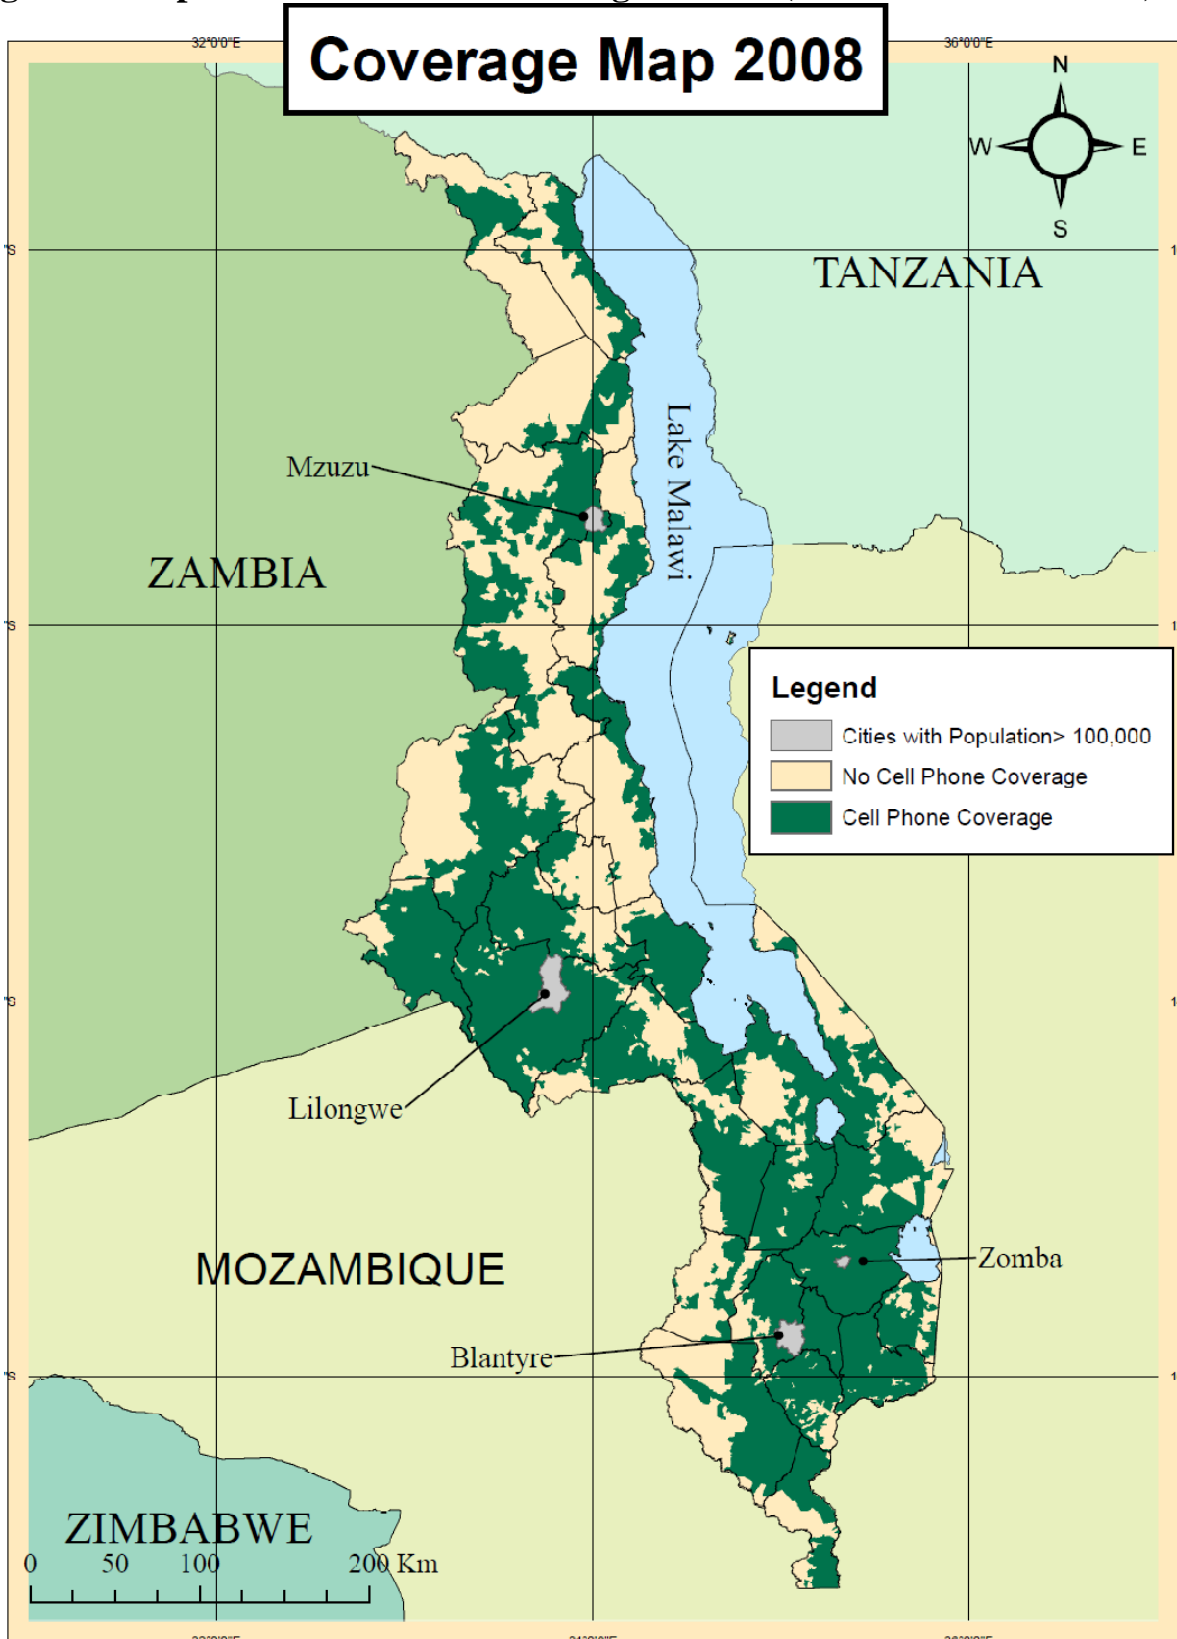 Coverage Map 2008
32°0'0"E
36°0'0"E
N
W
E
S
TANZANIA
Lake Malawi
Mzuzu
ZAMBIA
Legend
Cities with Population> 100,000
No Cell Phone Coverage
Cell Phone Coverage
Lilongwe
MOZAMBIQUE
Zomba
Blantyre
ZIMBABWE
0 50 100 200 Km